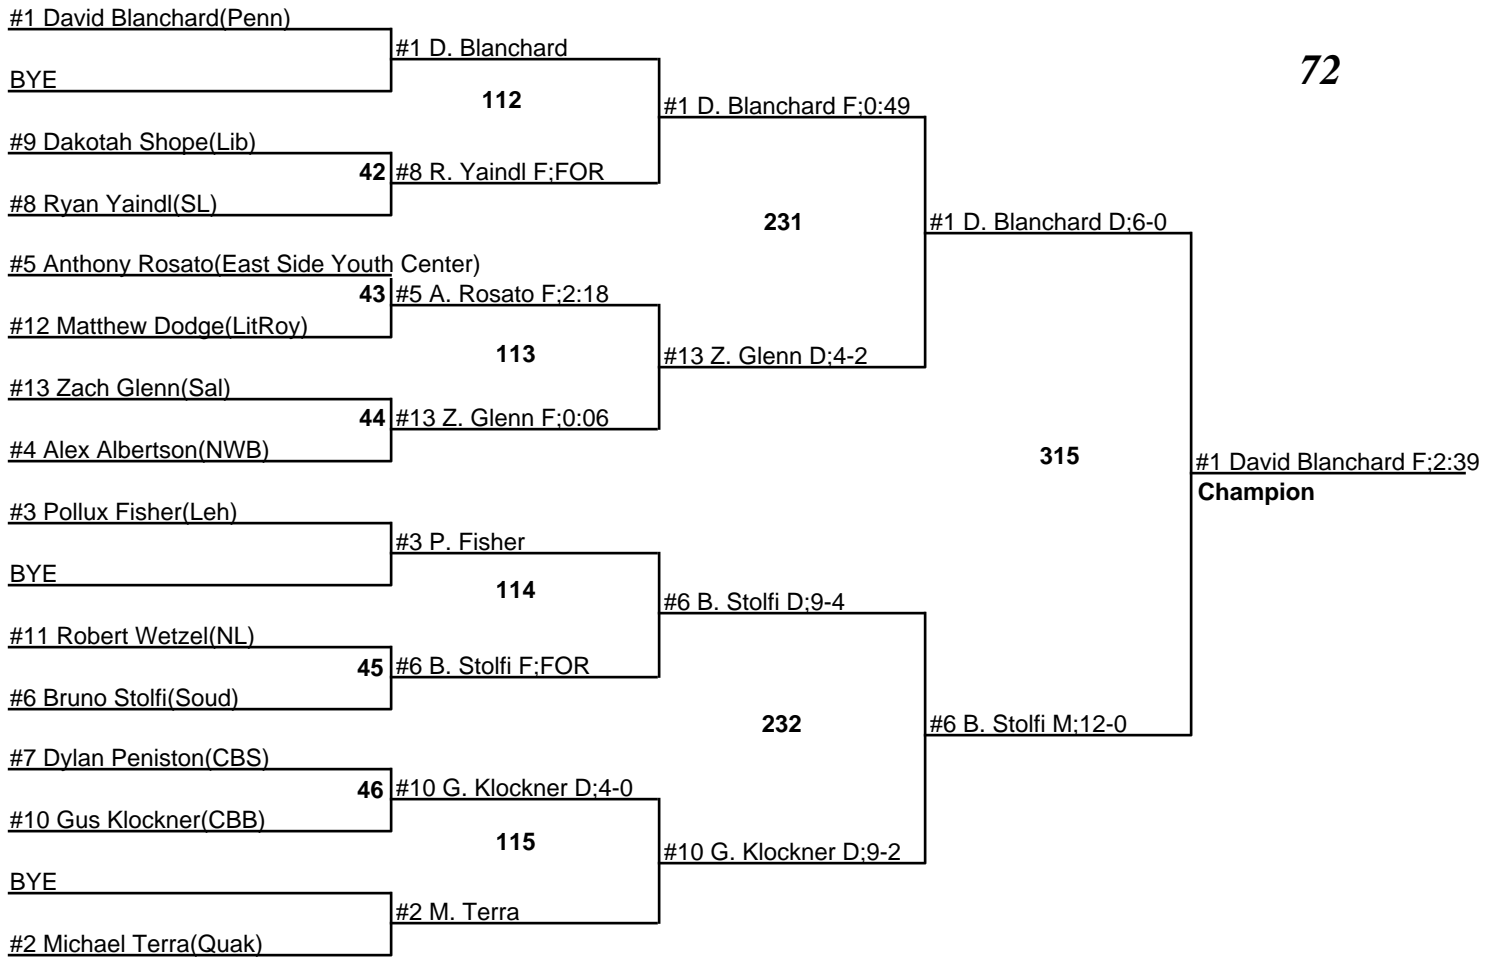 #1 David Blanchard(Penn)
#1 D. Blanchard
72
BYE
112
#1 D. Blanchard F;0:49
#9 Dakotah Shope(Lib)
42 #8 R. Yaindl F;FOR
#8 Ryan Yaindl(SL)
231
#1 D. Blanchard D;6-0
#5 Anthony Rosato(East Side Youth Center)
43 #5 A. Rosato F;2:18
#12 Matthew Dodge(LitRoy)
113
#13 Z. Glenn D;4-2
#13 Zach Glenn(Sal)
44 #13 Z. Glenn F;0:06
#4 Alex Albertson(NWB)
315
#1 David Blanchard F;2:39
Champion
#3 Pollux Fisher(Leh)
#3 P. Fisher
BYE
114
#6 B. Stolfi D;9-4
#11 Robert Wetzel(NL)
45 #6 B. Stolfi F;FOR
#6 Bruno Stolfi(Soud)
232
#6 B. Stolfi M;12-0
#7 Dylan Peniston(CBS)
46 #10 G. Klockner D;4-0
#10 Gus Klockner(CBB)
115
#10 G. Klockner D;9-2
BYE
#2 M. Terra
#2 Michael Terra(Quak)